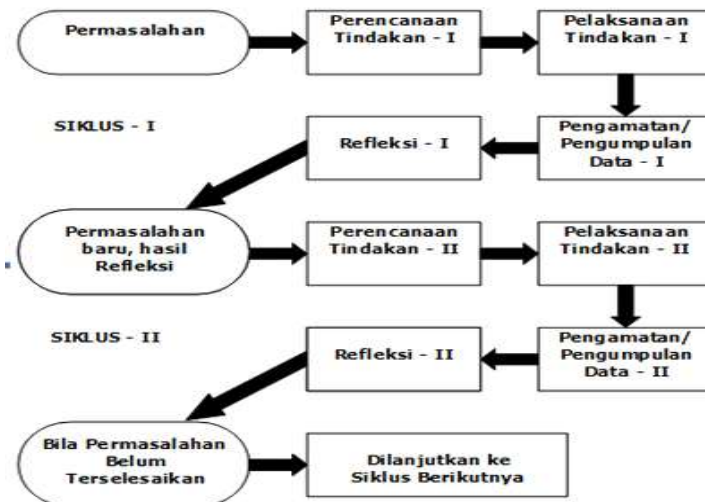 Permasalahan
Perencanaan
Tindakan - I
Pelaksanaan
Tindakan - I
SIKLUS - I
Refleksi - I
Pengamatan/
Pengumpulan
Data - I
Permasalahan
baru, hasil
Refleksi
Perencanaan
Tindakan - II
Pelaksanaan
Tindakan - II
SIKLUS - II
Refleksi - II
Pengamatan/
Pengumpulan
Data - II
Bila Permasalahan
Belum
Terselesaikan
Dilanjutkan ke
Siklus Berikutnya